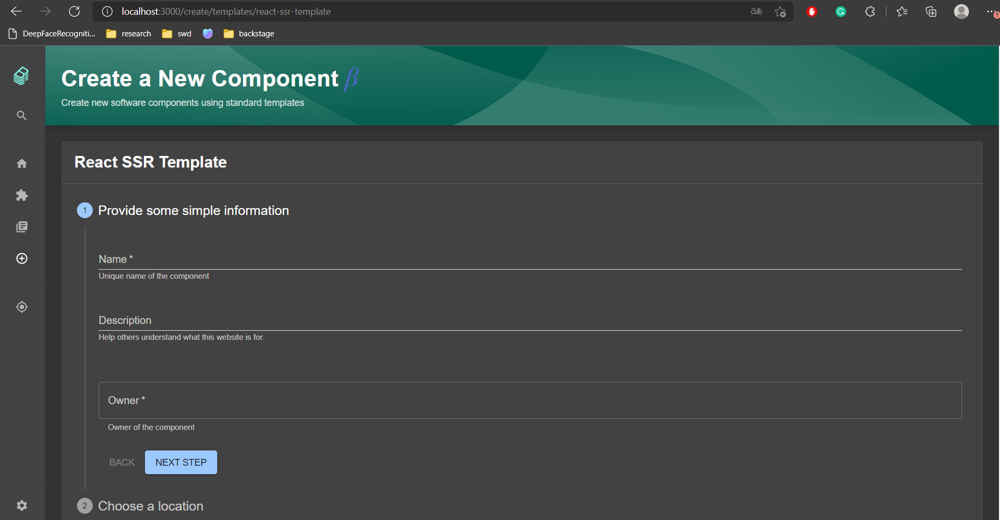 localhost:3000/create/templates/react-ssr-template
aあ
DeepFaceRecogniti... research swd backstage
Create a New Component β
Create new software components using standard templates
React SSR Template
1 Provide some simple information
Name *
Unique name of the component
Description
Help others understand what this website is for.
Owner *
Owner of the component
BACK NEXT STEP
2 Choose a location